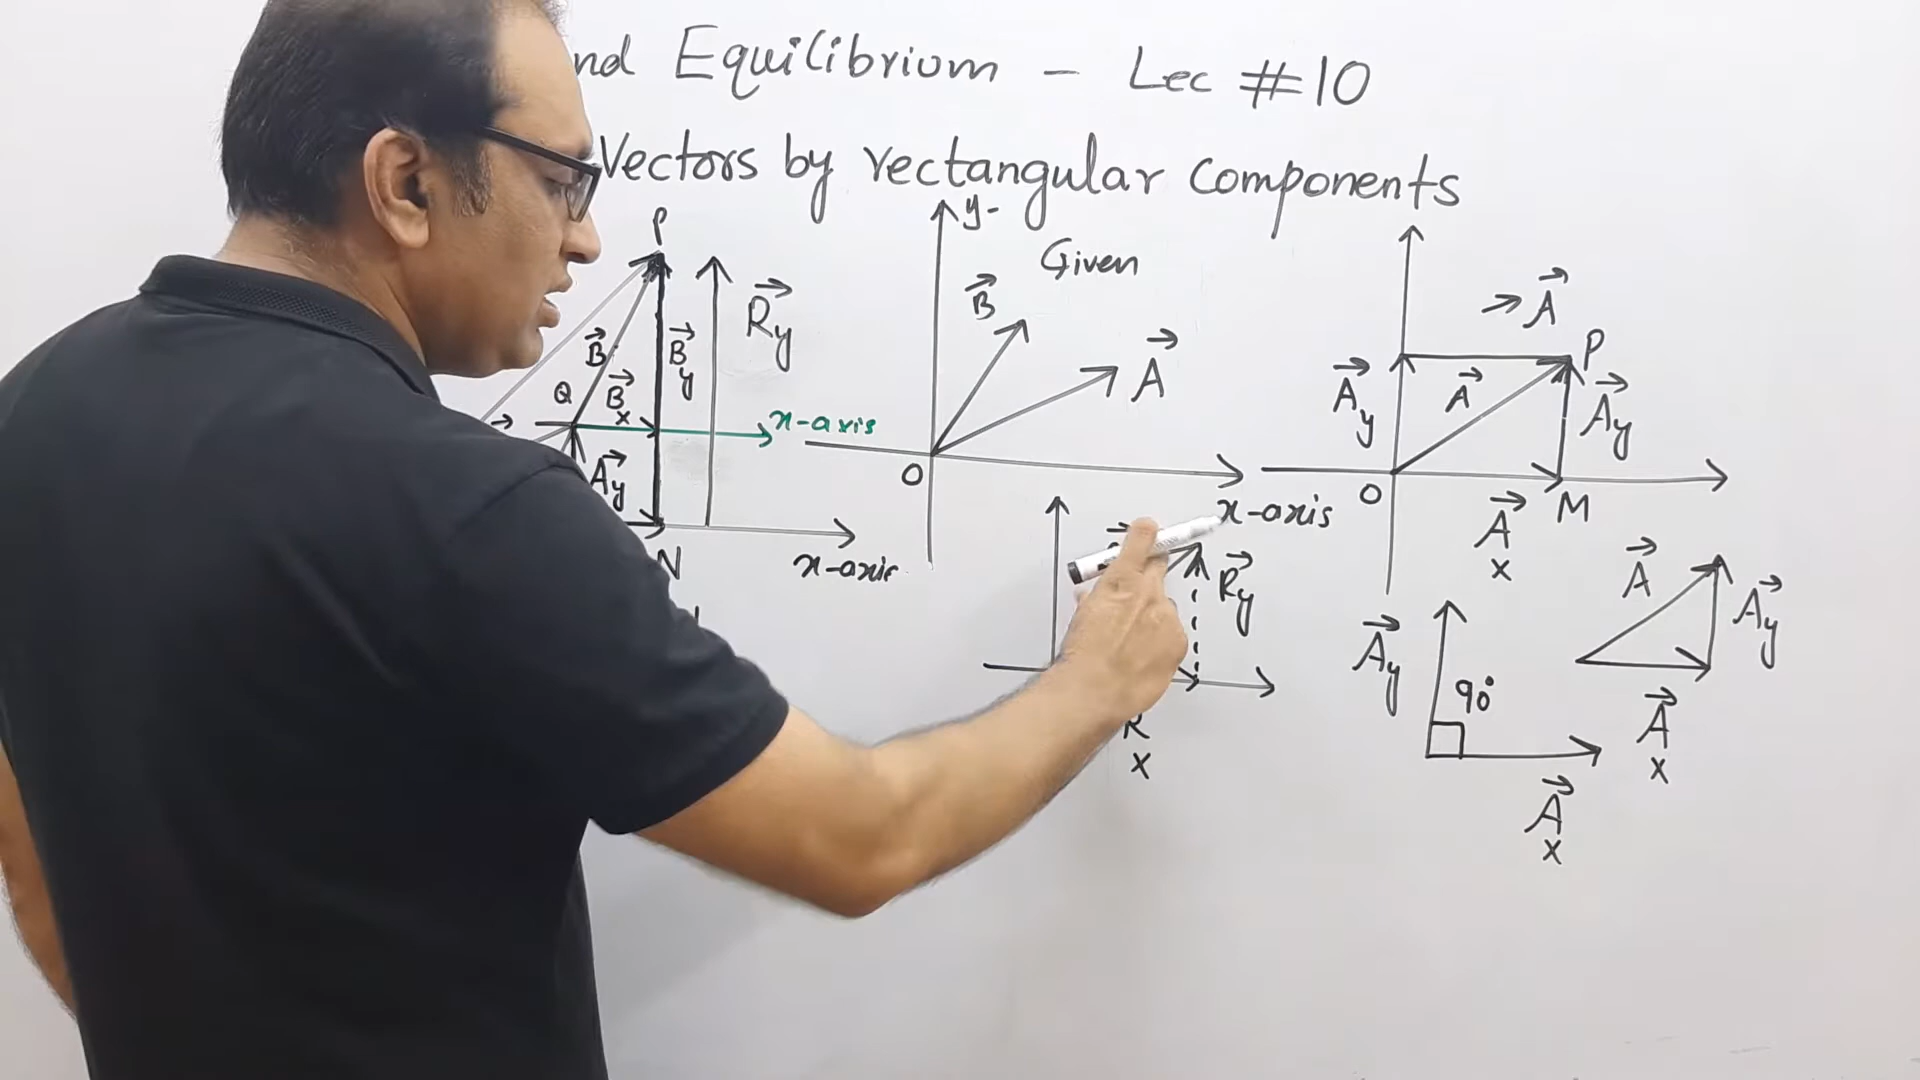 nd Equilibrium - Lec #10
Vectors by rectangular components
P
B
B
x
B
y
Q
A
y
N
R
y
x-axis
x-axis
y-
Given
B
A
O
x-axis
R
y
R
x
A
P
A
A
y
A
y
O
M
A
x
A
y
90°
A
x
A
A
y
A
x